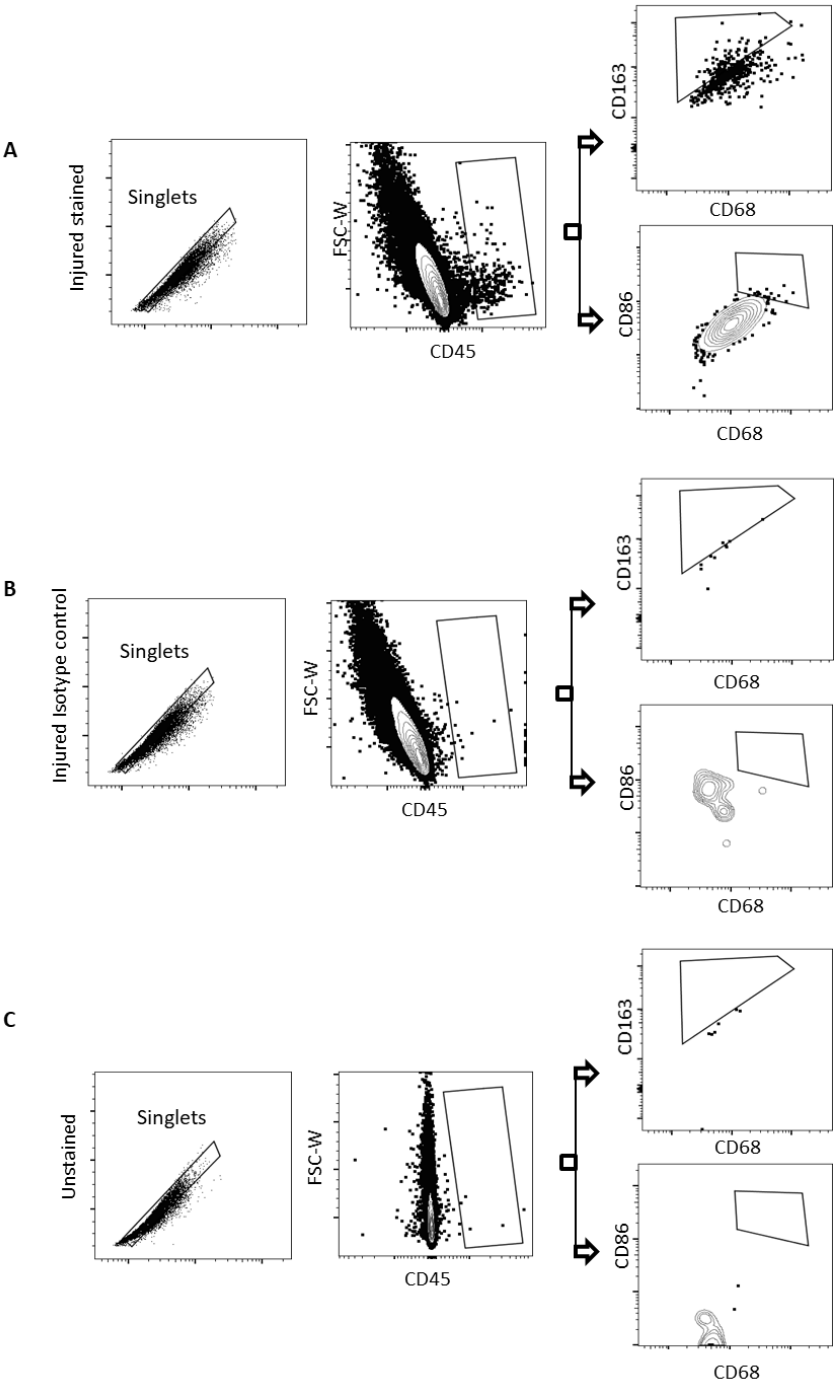 A
Injured stained
Singlets
FSC-W
CD45
CD163
CD68
CD86
CD68
B
Injured Isotype control
Singlets
FSC-W
CD45
CD163
CD68
CD86
CD68
C
Unstained
Singlets
FSC-W
CD45
CD163
CD68
CD86
CD68